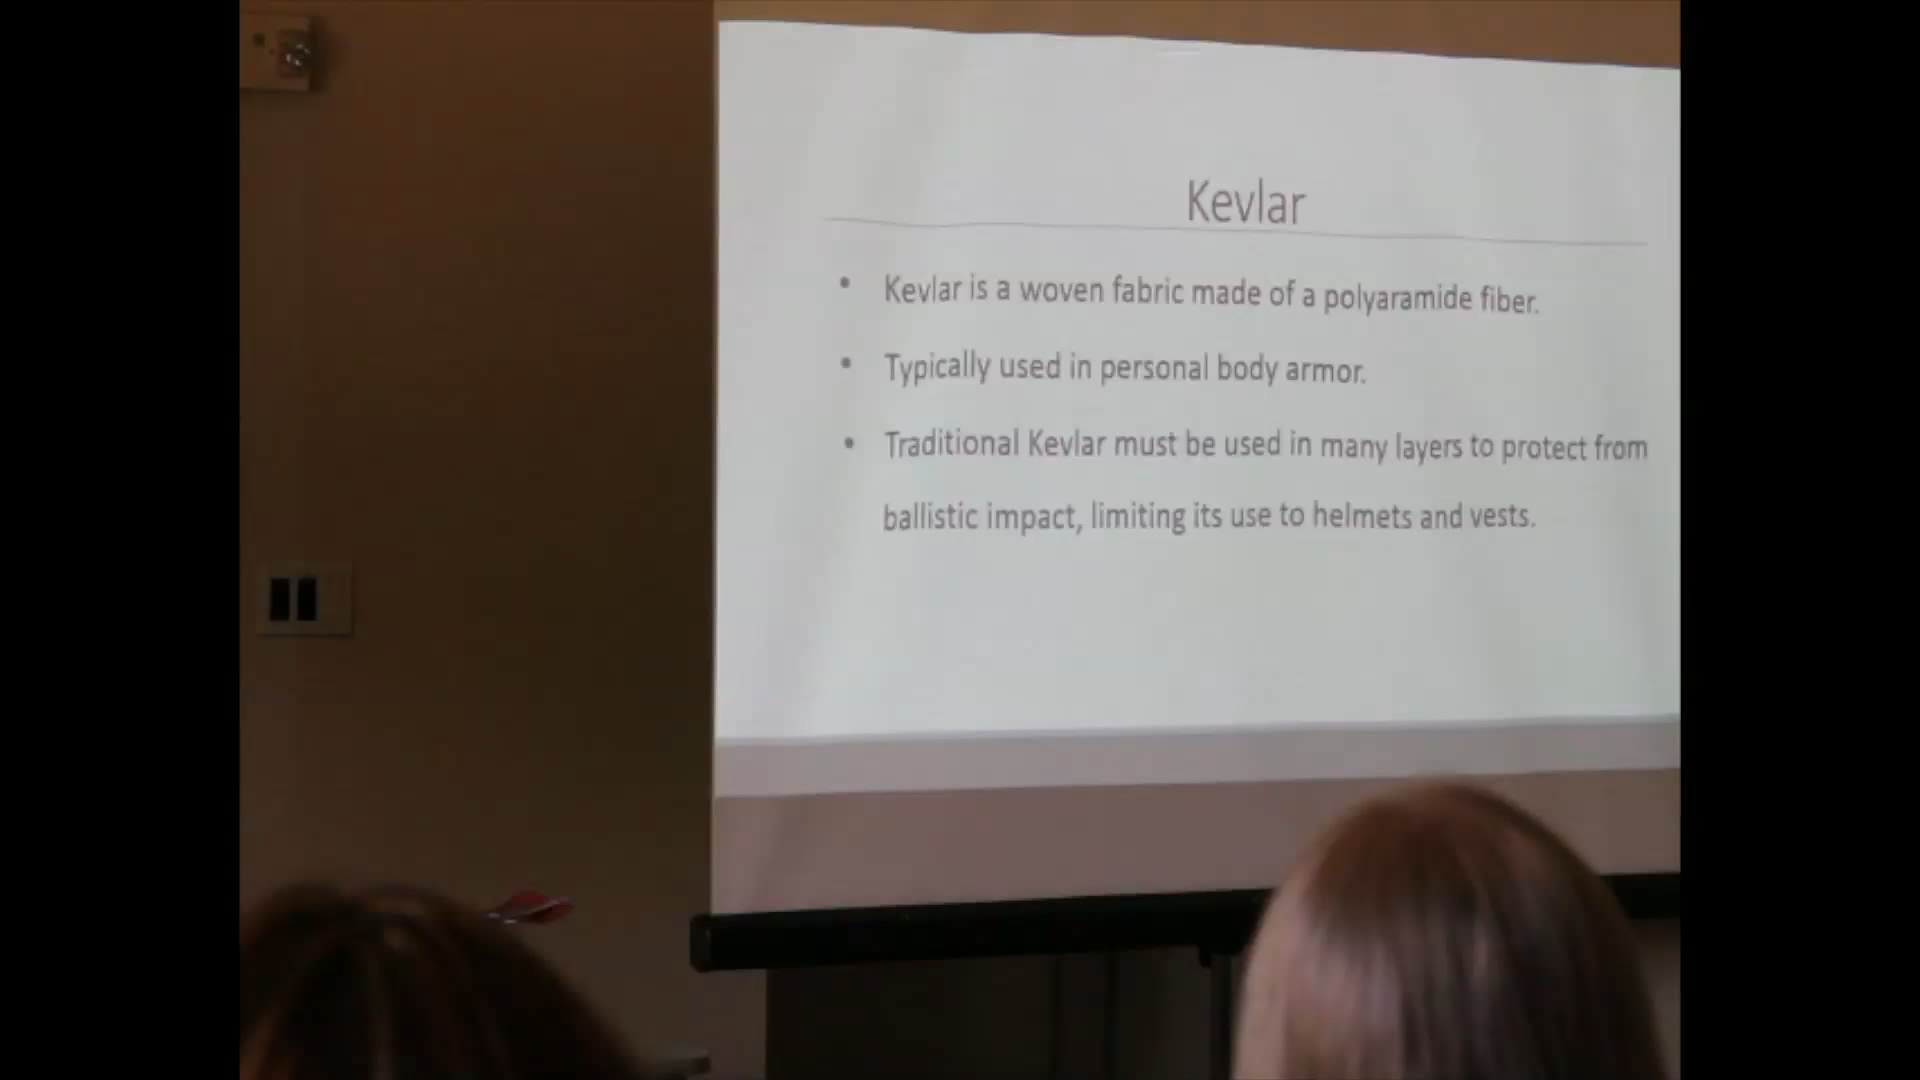 Kevlar
• Kevlar is a woven fabric made of a polyaramide fiber.
• Typically used in personal body armor.
• Traditional Kevlar must be used in many layers to protect from
ballistic impact, limiting its use to helmets and vests.